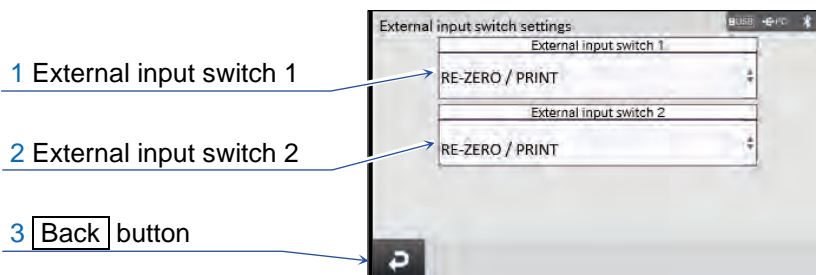 External input switch settings
USB PC
External input switch 1
1 External input switch 1
RE-ZERO / PRINT
External input switch 2
2 External input switch 2
RE-ZERO / PRINT
3 Back button